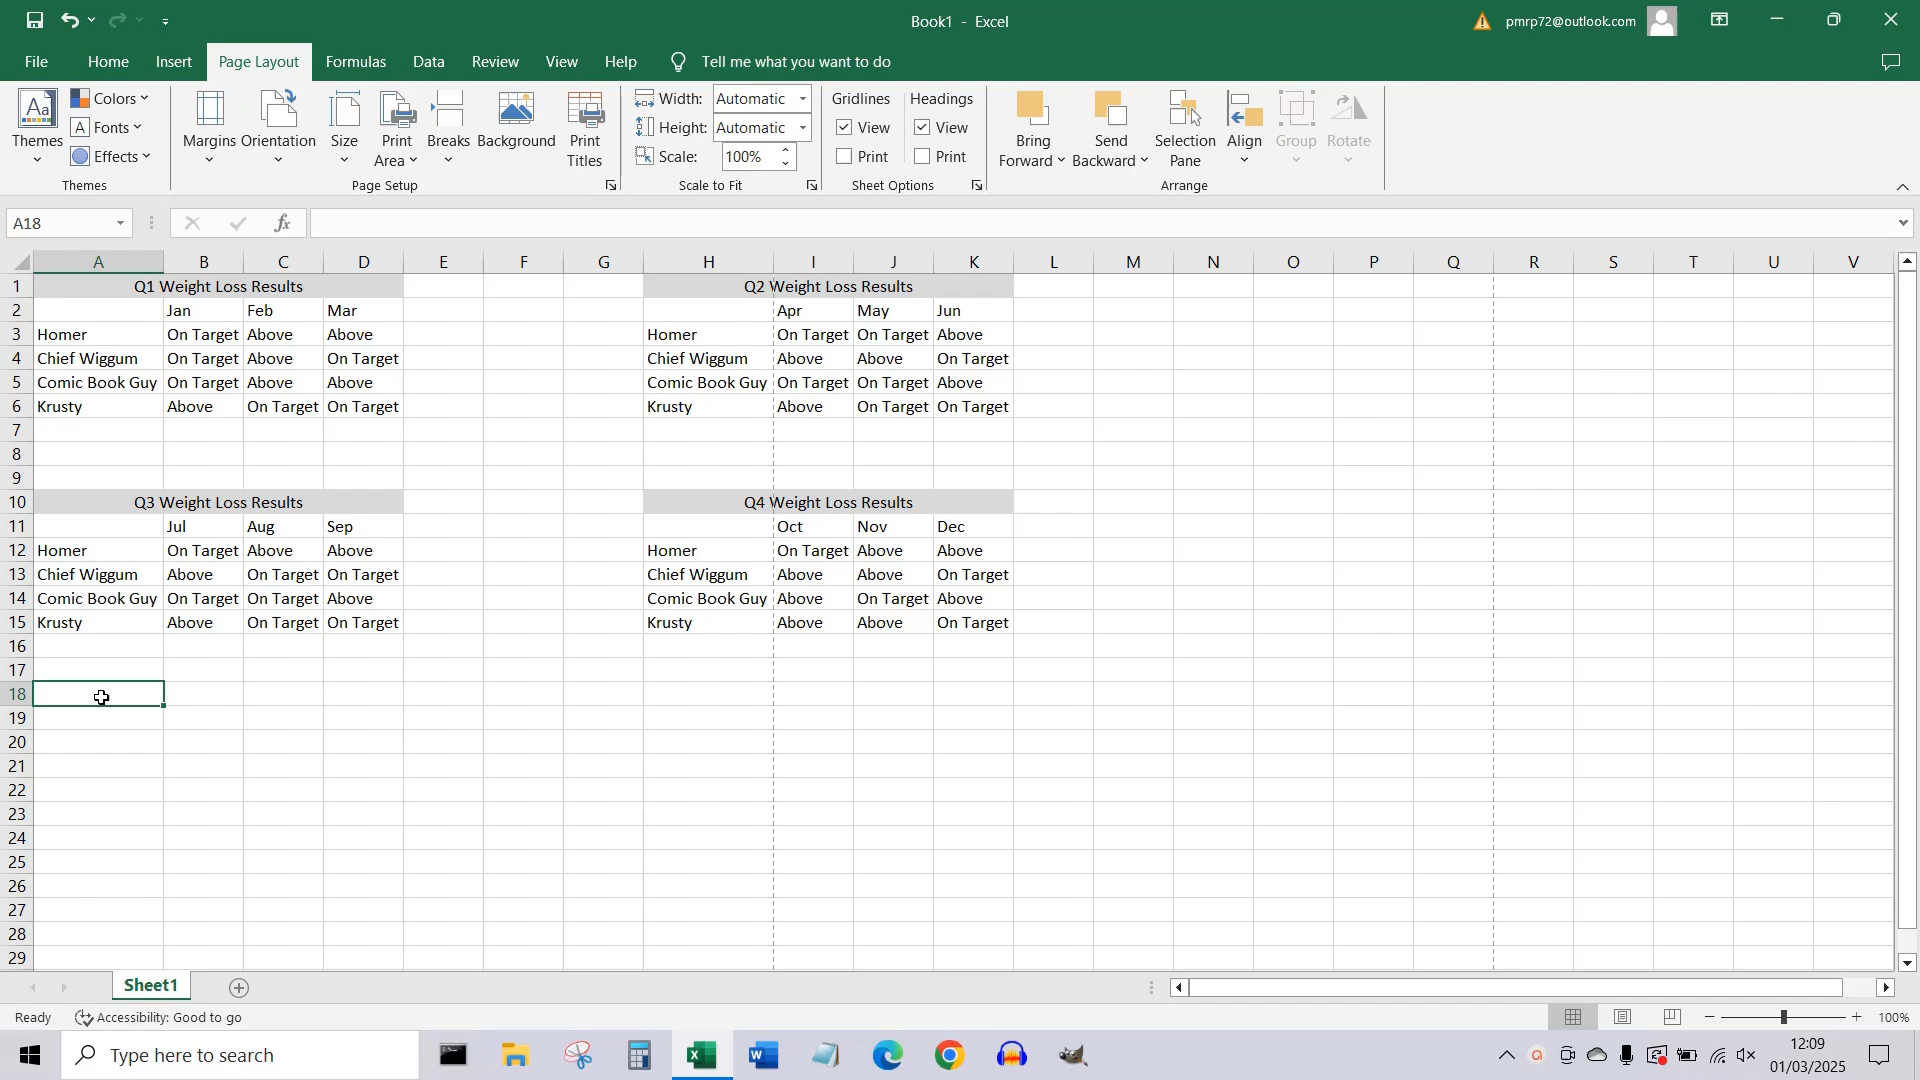 Book1 - Excel
pmrp72@outlook.com
File Home Insert Page Layout Formulas Data Review View Help Tell me what you want to do
Themes
Colors
Fonts
Effects
Themes
Margins Orientation Size Print Area Breaks Background Print Titles
Page Setup
Width: Automatic
Height: Automatic
Scale: 100%
Scale to Fit
Gridlines Headings
View View
Print Print
Sheet Options
Bring Forward Send Backward Selection Pane Align Group Rotate
Arrange
A18 fx
A B C D E F G H I J K L M N O P Q R S T U V
1 Q1 Weight Loss Results Q2 Weight Loss Results
2 Jan Feb Mar Apr May Jun
3 Homer On Target Above Above Homer On Target On Target Above
4 Chief Wiggum On Target Above On Target Chief Wiggum Above Above On Target
5 Comic Book Guy On Target Above Above Comic Book Guy On Target On Target Above
6 Krusty Above On Target On Target Krusty Above On Target On Target
7
8
9
10 Q3 Weight Loss Results Q4 Weight Loss Results
11 Jul Aug Sep Oct Nov Dec
12 Homer On Target Above Above Homer On Target Above Above
13 Chief Wiggum Above On Target On Target Chief Wiggum Above Above On Target
14 Comic Book Guy On Target On Target Above Comic Book Guy Above On Target Above
15 Krusty Above On Target On Target Krusty Above Above On Target
16
17
18
19
20
21
22
23
24
25
26
27
28
29
Sheet1
Ready Accessibility: Good to go 100%
Type here to search
12:09
01/03/2025